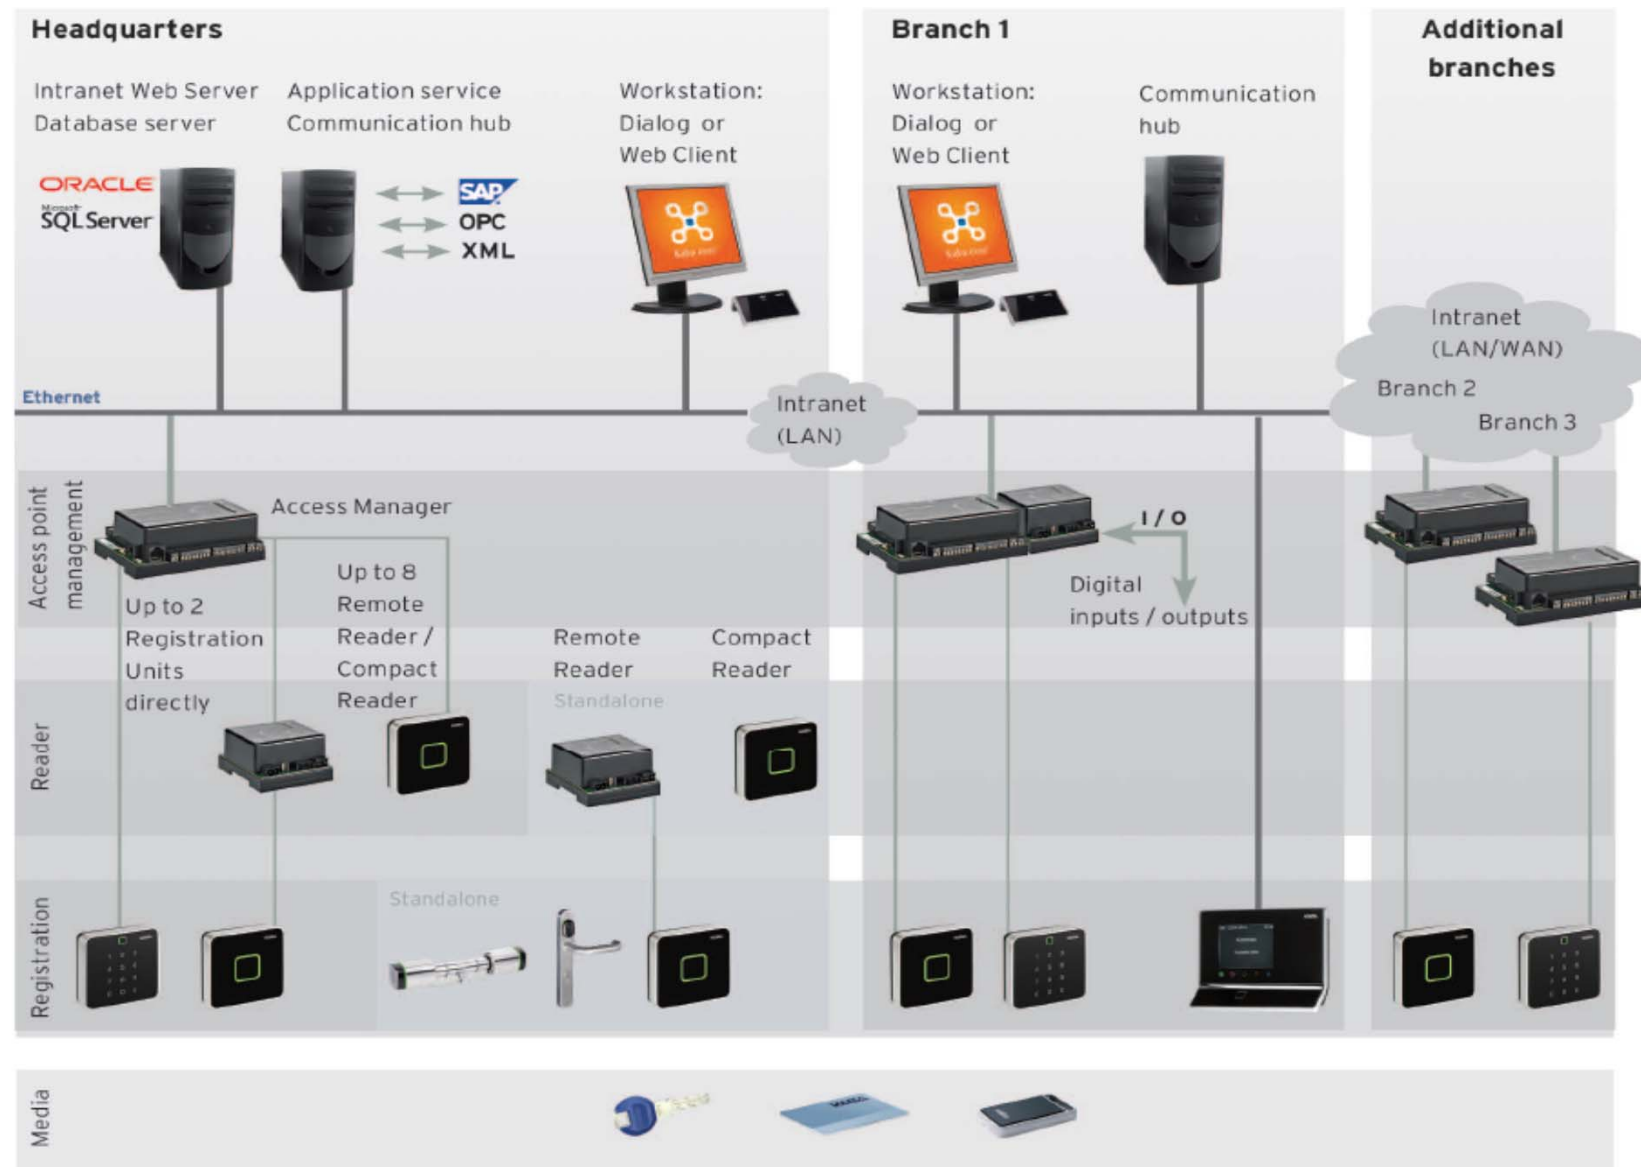 Headquarters
Intranet Web Server
Database server
ORACLE
Microsoft
SQL Server
Application service
Communication hub
SAP
OPC
XML
Workstation:
Dialog or
Web Client
Ethernet
Intranet
(LAN)
Branch 1
Workstation:
Dialog or
Web Client
Communication
hub
Additional
branches
Intranet
(LAN/WAN)
Branch 2
Branch 3
Access point
management
Access Manager
Up to 2
Registration
Units
directly
Up to 8
Remote
Reader /
Compact
Reader
Remote
Reader
Standalone
Compact
Reader
I / O
Digital
inputs / outputs
Reader
Registration
Standalone
Media